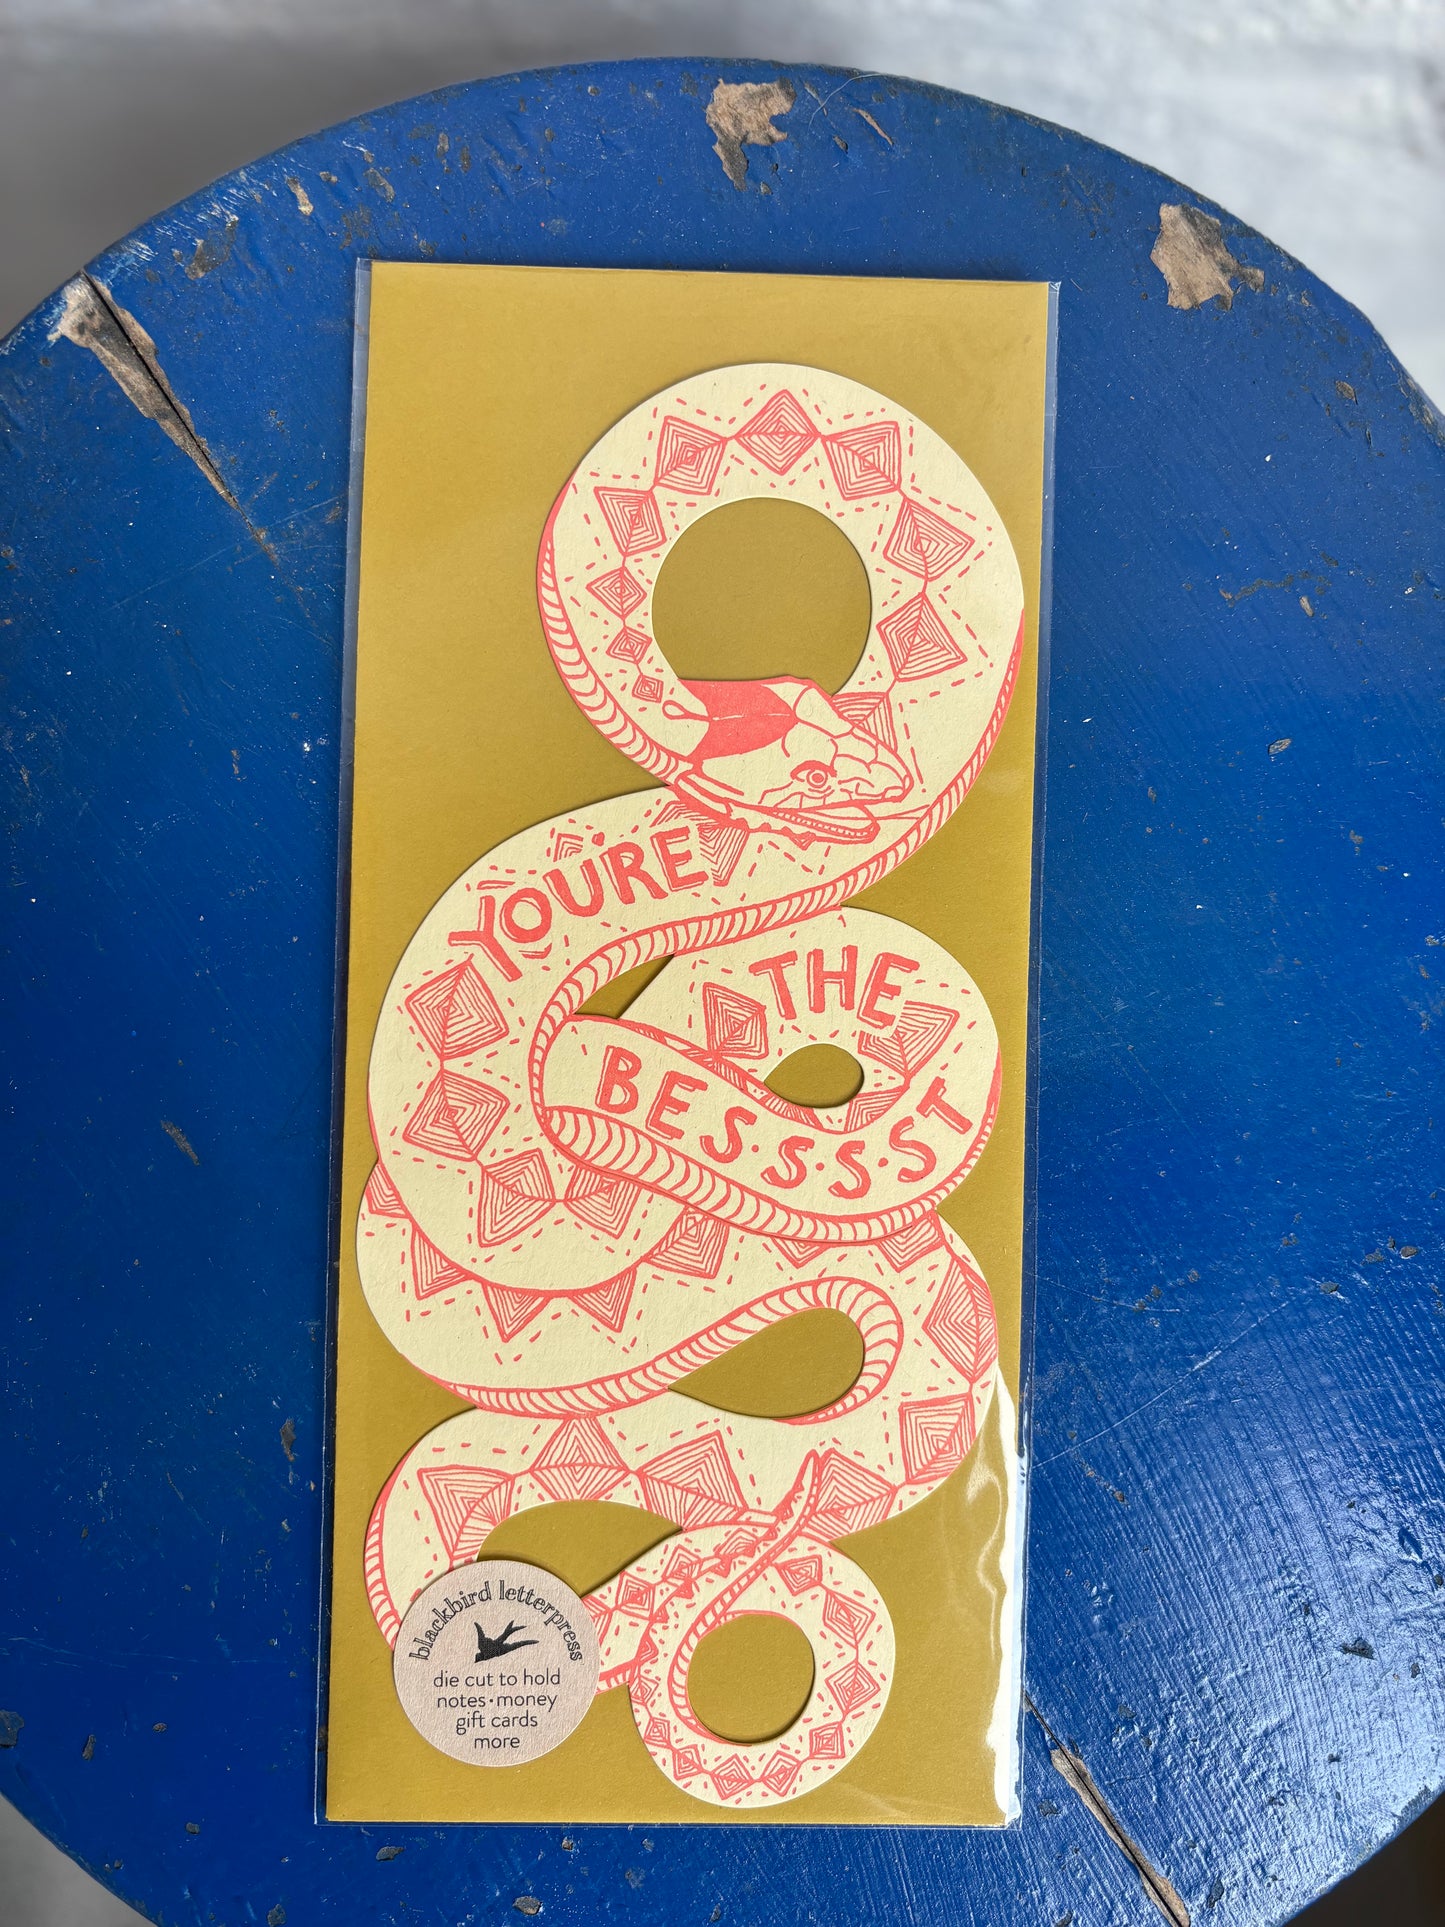 YOU'RE
THE
BES·S·S·ST
blackbird letterpress
die cut to hold
notes·money
gift cards
more